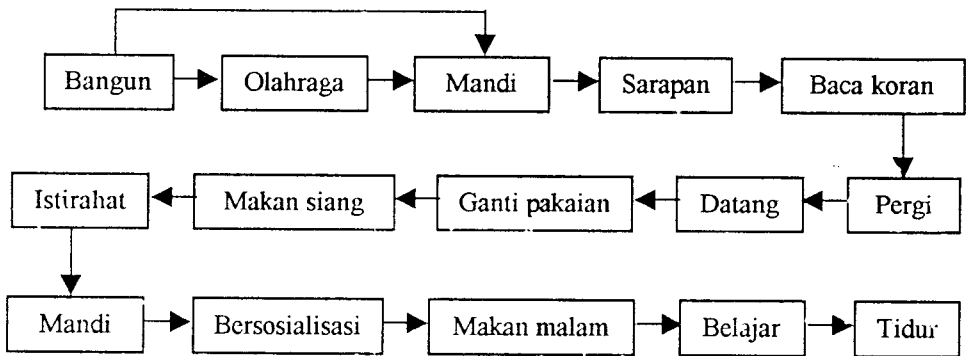 Bangun
Olahraga
Mandi
Sarapan
Baca koran
Istirahat
Makan siang
Ganti pakaian
Datang
Pergi
Mandi
Bersosialisasi
Makan malam
Belajar
Tidur